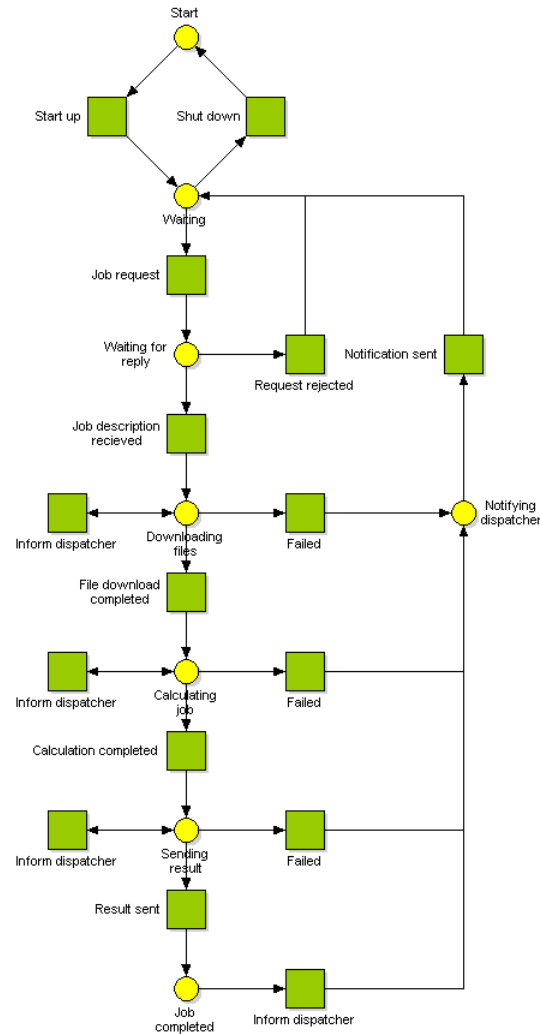 Start
Start up
Shut down
Waiting
Job request
Waiting for
reply
Request rejected
Notification sent
Job description
recieved
Inform dispatcher
Downloading
files
Failed
Notifying
dispatcher
File download
completed
Inform dispatcher
Calculating
job
Failed
Calculation completed
Inform dispatcher
Sending
result
Failed
Result sent
Job
completed
Inform dispatcher